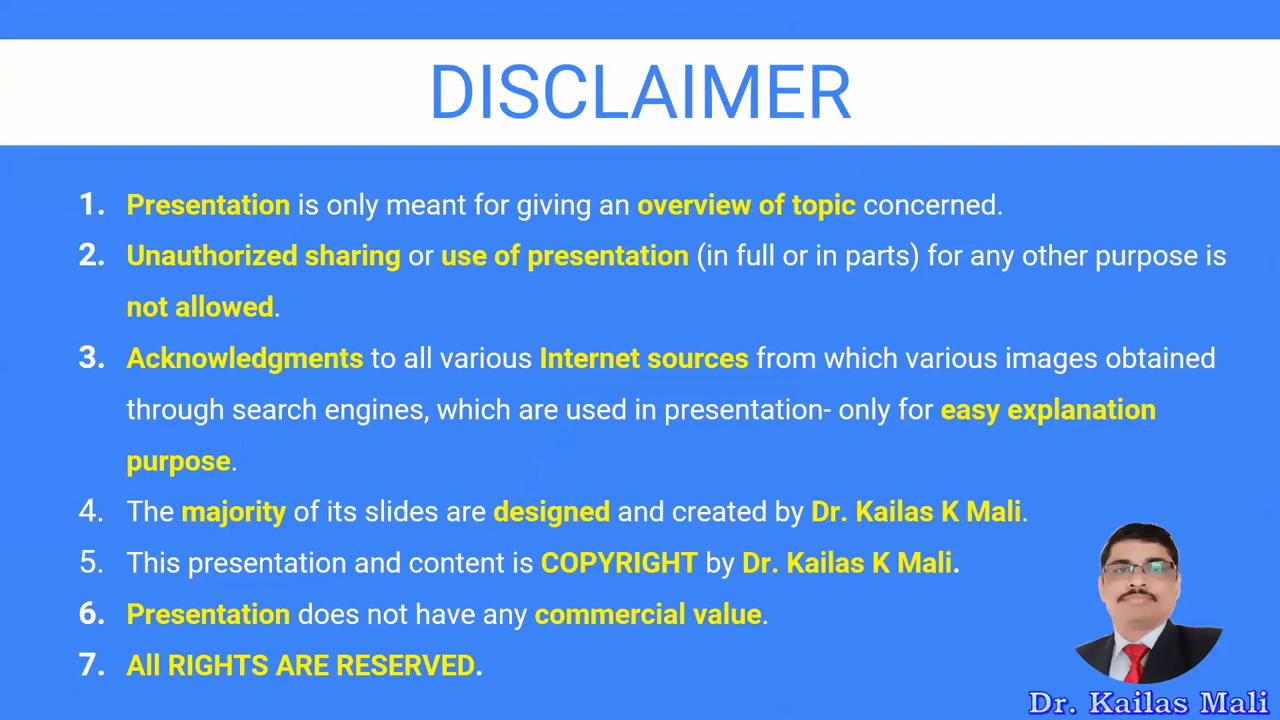 DISCLAIMER
1. Presentation is only meant for giving an overview of topic concerned.
2. Unauthorized sharing or use of presentation (in full or in parts) for any other purpose is
not allowed.
3. Acknowledgments to all various Internet sources from which various images obtained
through search engines, which are used in presentation- only for easy explanation
purpose.
4. The majority of its slides are designed and created by Dr. Kailas K Mali.
5. This presentation and content is COPYRIGHT by Dr. Kailas K Mali.
6. Presentation does not have any commercial value.
7. All RIGHTS ARE RESERVED.
Dr. Kailas Mali